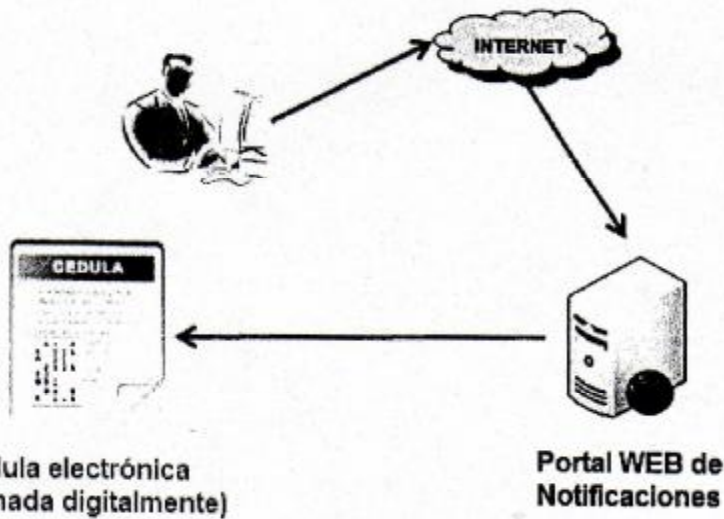 INTERNET
CEDULA
dula electrónica
nada digitalmente)
Portal WEB de
Notificaciones